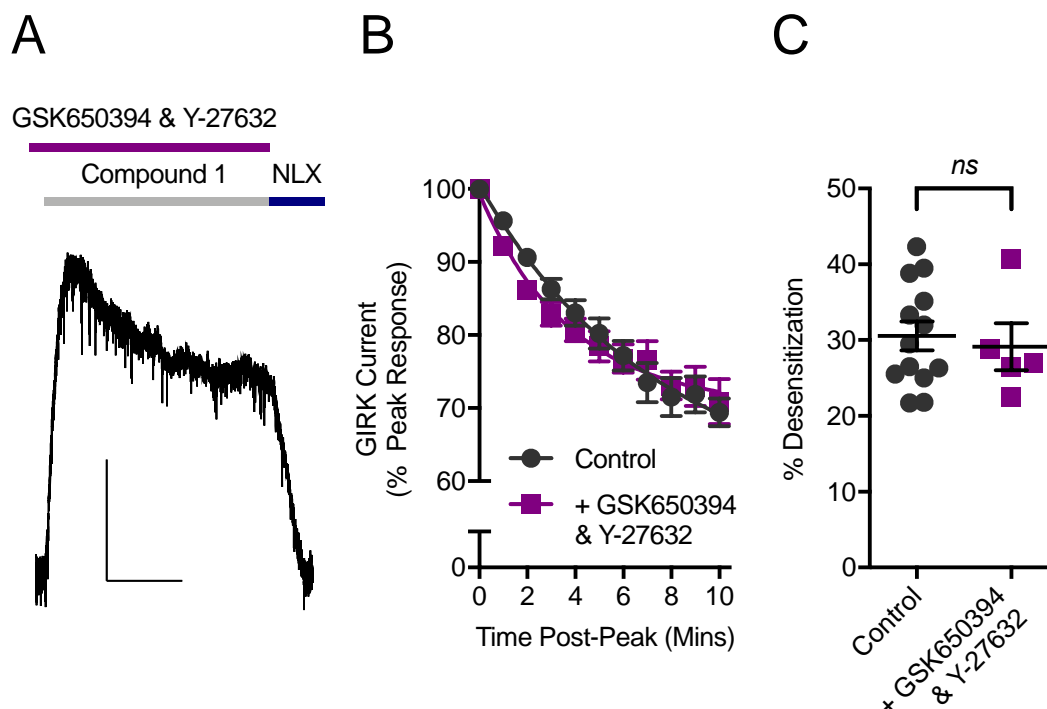 A
GSK650394 & Y-27632
Compound 1
NLX
B
GIRK Current
(% Peak Response)
100
90
80
70
60
0
0
2
4
6
8
10
Time Post-Peak (Mins)
Control
+ GSK650394
& Y-27632
C
ns
% Desensitization
50
40
30
20
10
0
Control
+ GSK650394
& Y-27632